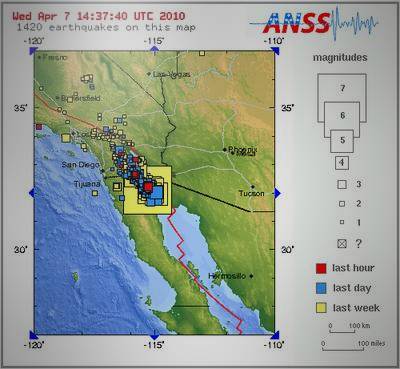 Wed Apr 7 14:37:40 UTC 2010
1420 earthquakes on this map
ANSS
-120° -115° -110°
magnitudes
Fresno
Las-Vegas
7
Bakersfield
35° 35°
6
5
Phoenix
Mesa
4
San Diego
3
Tijuana
Tucson
2
1
?
30° 30°
last hour
Hermosillo
last day
last week
0 100 km
-120° -115° -110°
0 100 miles